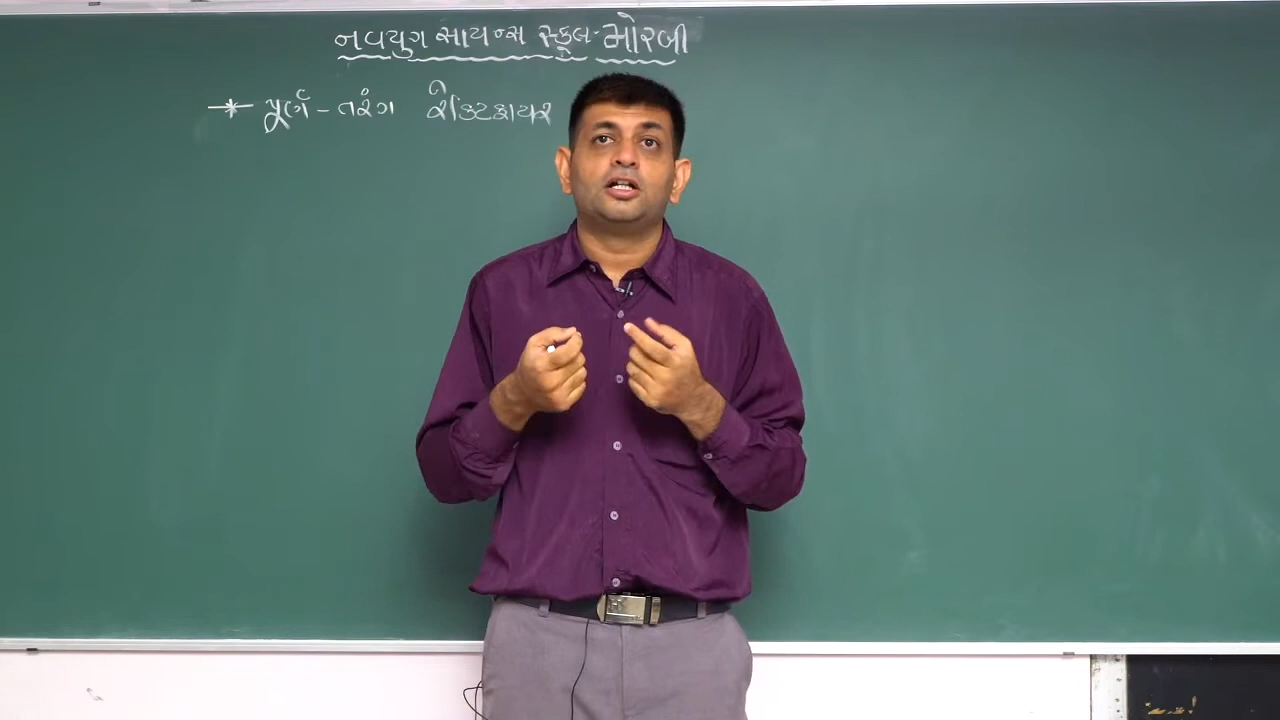 નવયુગ સાયન્સ સ્કૂલ-મોરબી
પૂર્ણ - તરંગ રેક્ટિફાયર